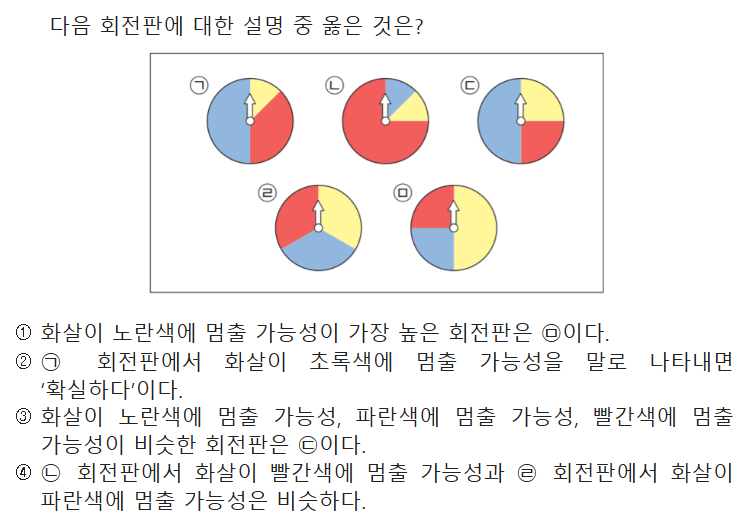 다음 회전판에 대한 설명 중 옳은 것은?
㉠ ㉡ ㉢
㉣ ㉤
① 화살이 노란색에 멈출 가능성이 가장 높은 회전판은 ㉤이다.
② ㉠ 회전판에서 화살이 초록색에 멈출 가능성을 말로 나타내면
‘확실하다’이다.
③ 화살이 노란색에 멈출 가능성, 파란색에 멈출 가능성, 빨간색에 멈출
가능성이 비슷한 회전판은 ㉢이다.
④ ㉡ 회전판에서 화살이 빨간색에 멈출 가능성과 ㉣ 회전판에서 화살이
파란색에 멈출 가능성은 비슷하다.